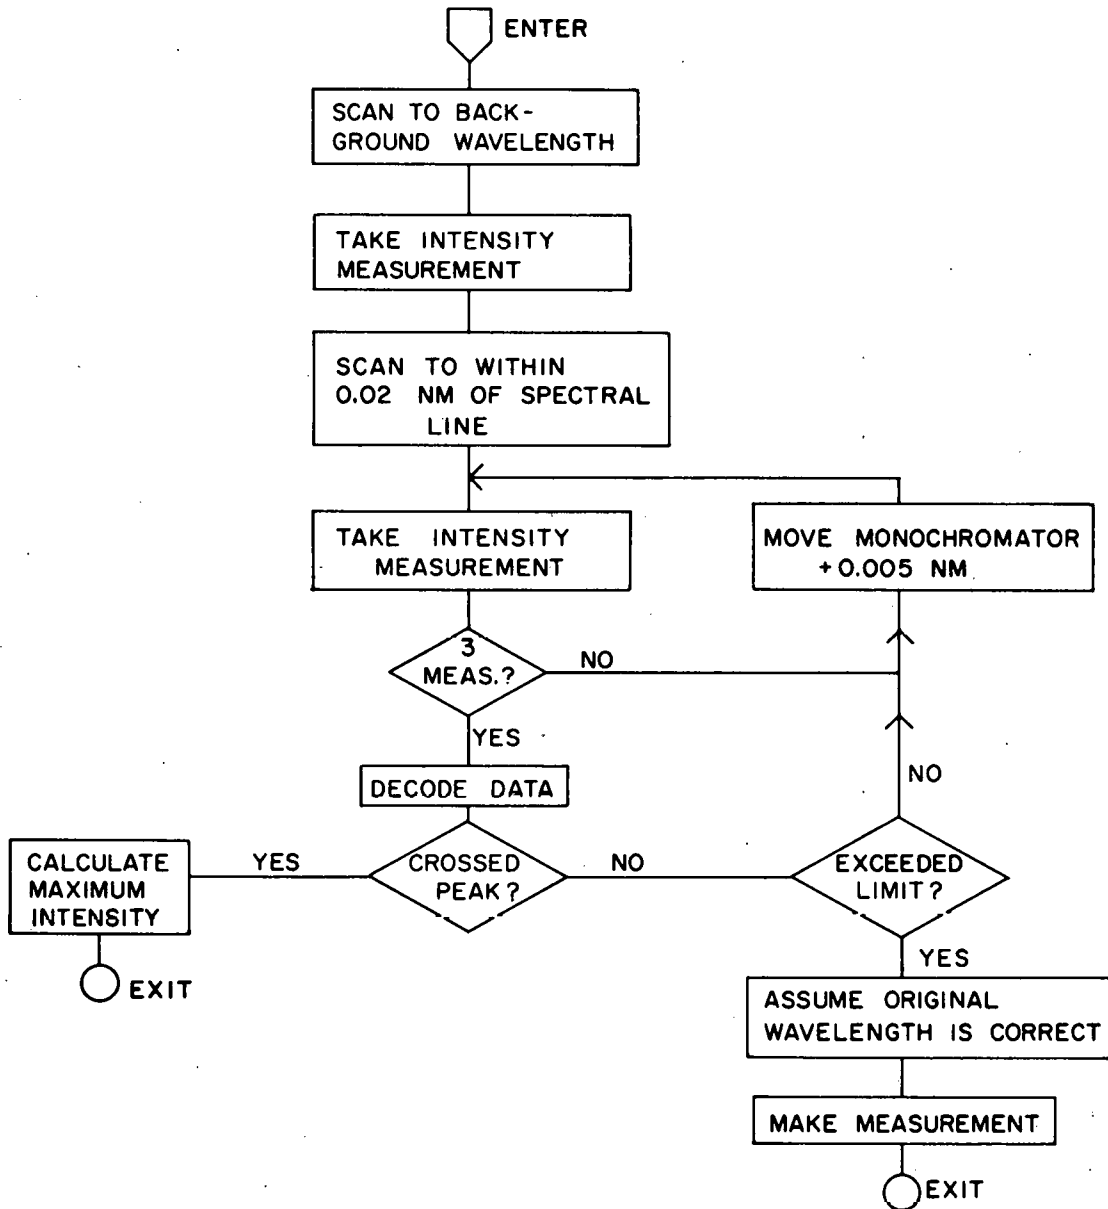 ENTER
SCAN TO BACK-
GROUND WAVELENGTH
TAKE INTENSITY
MEASUREMENT
SCAN TO WITHIN
0.02 NM OF SPECTRAL
LINE
TAKE INTENSITY
MEASUREMENT
MOVE MONOCHROMATOR
+0.005 NM
3
MEAS.?
NO
YES
DECODE DATA
NO
CALCULATE
MAXIMUM
INTENSITY
YES
CROSSED
PEAK?
NO
EXCEEDED
LIMIT?
EXIT
YES
ASSUME ORIGINAL
WAVELENGTH IS CORRECT
MAKE MEASUREMENT
EXIT